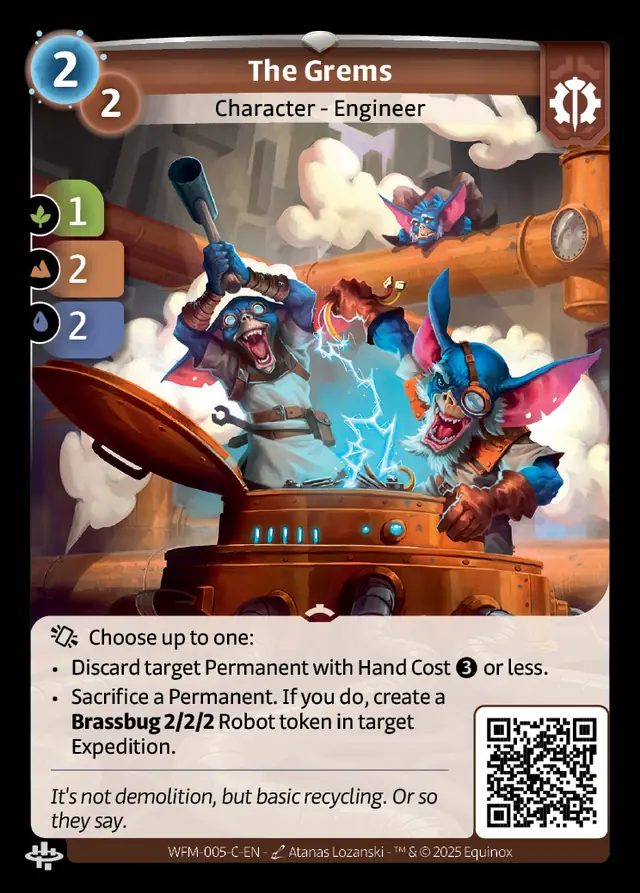 2
The Grems
2
Character - Engineer
1
2
2
Choose up to one:
• Discard target Permanent with Hand Cost 3 or less.
• Sacrifice a Permanent. If you do, create a
Brassbug 2/2/2 Robot token in target
Expedition.
It's not demolition, but basic recycling. Or so
they say.
WFM-005-C-EN - Atanas Lozanski - ™ & © 2025 Equinox